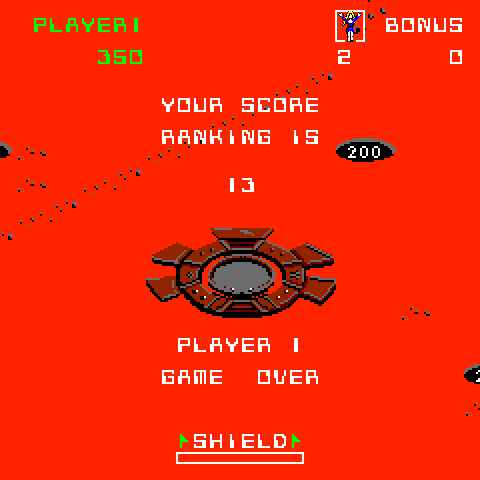 PLAYER1 BONUS
350 2 0
YOUR SCORE
RANKING IS
200
13
PLAYER 1
GAME OVER
SHIELD